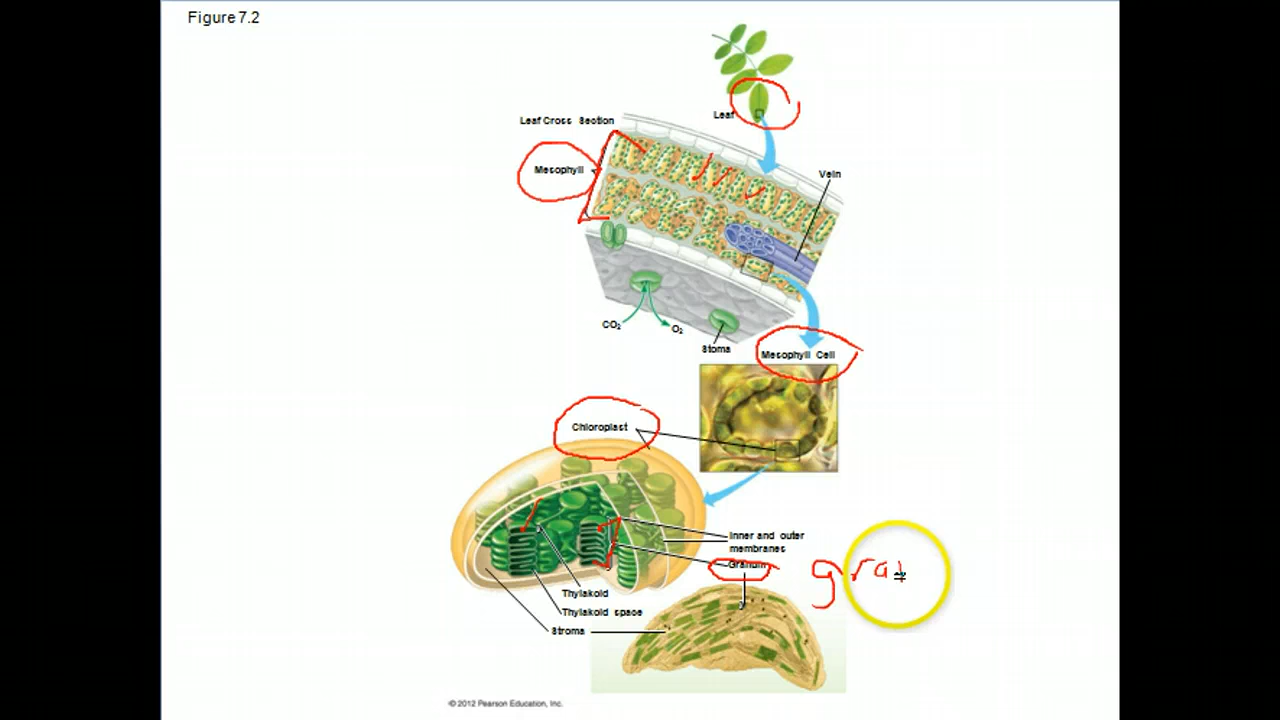 Figure 7.2
Leaf
Leaf Cross Section
Mesophyll
Vein
CO₂
O₂
Stoma
Mesophyll Cell
Chloroplast
Inner and outer
membranes
Granum
gra
Thylakoid
Thylakoid space
Stroma
© 2012 Pearson Education, Inc.